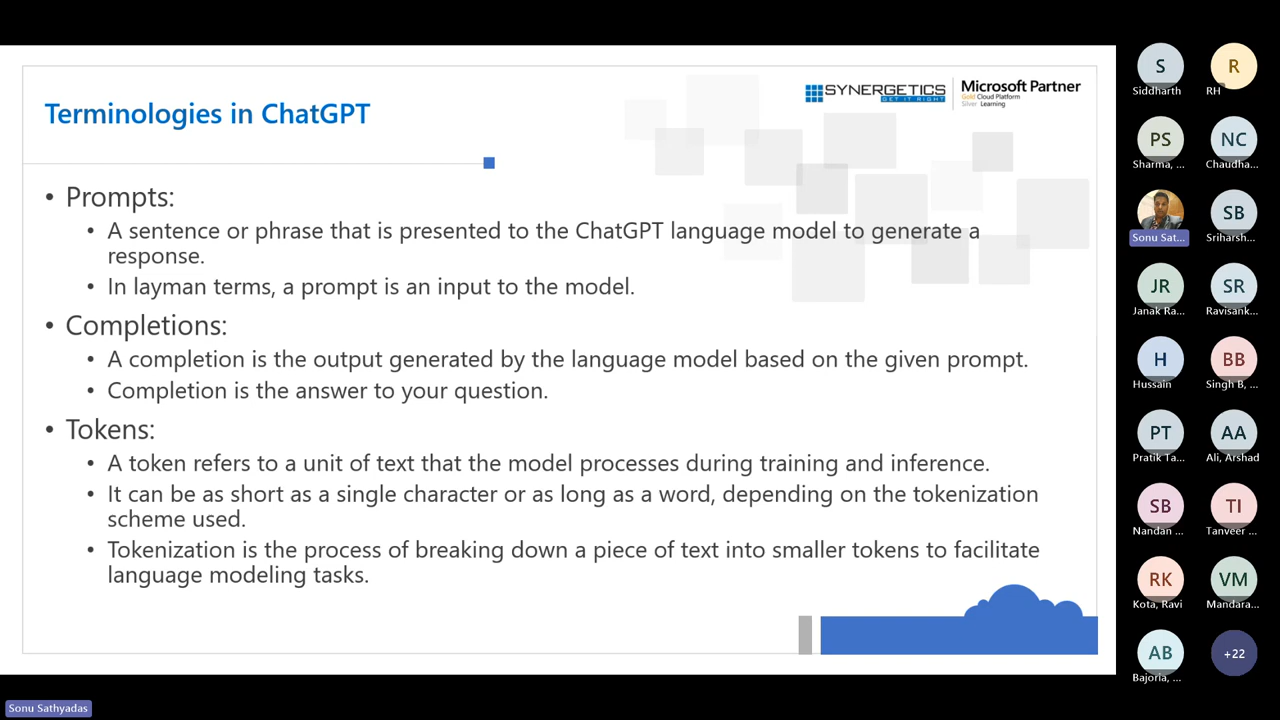 Terminologies in ChatGPT
SYNERGETICS
GET IT RIGHT
Microsoft Partner
Gold Cloud Platform
Silver Learning
• Prompts:
• A sentence or phrase that is presented to the ChatGPT language model to generate a
response.
• In layman terms, a prompt is an input to the model.
• Completions:
• A completion is the output generated by the language model based on the given prompt.
• Completion is the answer to your question.
• Tokens:
• A token refers to a unit of text that the model processes during training and inference.
• It can be as short as a single character or as long as a word, depending on the tokenization
scheme used.
• Tokenization is the process of breaking down a piece of text into smaller tokens to facilitate
language modeling tasks.
S R
Siddharth RH
PS NC
Sharma, ... Chaudha...
SB
Sonu Sat... Sriharsh...
JR SR
Janak Ra... Ravisank...
H BB
Hussain Singh B, ...
PT AA
Pratik Ta... Ali, Arshad
SB TI
Nandan ... Tanveer ...
RK VM
Kota, Ravi Mandara...
AB +22
Bajoria, ...
Sonu Sathyadas